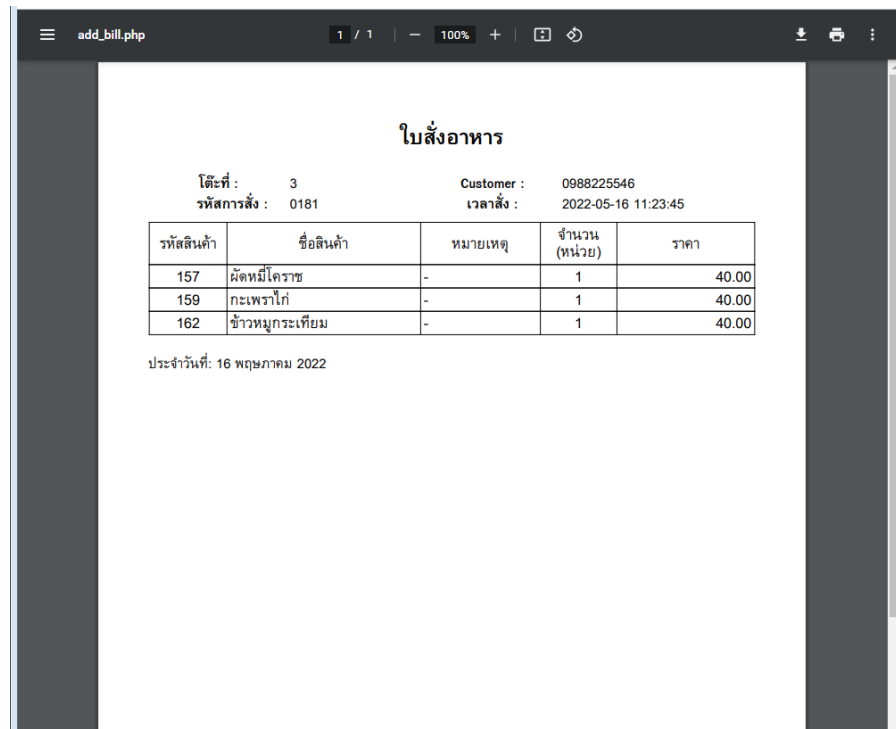 add_bill.php 1 / 1 100%
ใบสั่งอาหาร
โต๊ะที่ : 3 Customer : 0988225546
รหัสการสั่ง : 0181 เวลาสั่ง : 2022-05-16 11:23:45
รหัสสินค้า ชื่อสินค้า หมายเหตุ จำนวน (หน่วย) ราคา
157 ผัดหมี่โคราช - 1 40.00
159 กะเพราไก่ - 1 40.00
162 ข้าวหมูกระเทียม - 1 40.00
ประจำวันที่: 16 พฤษภาคม 2022